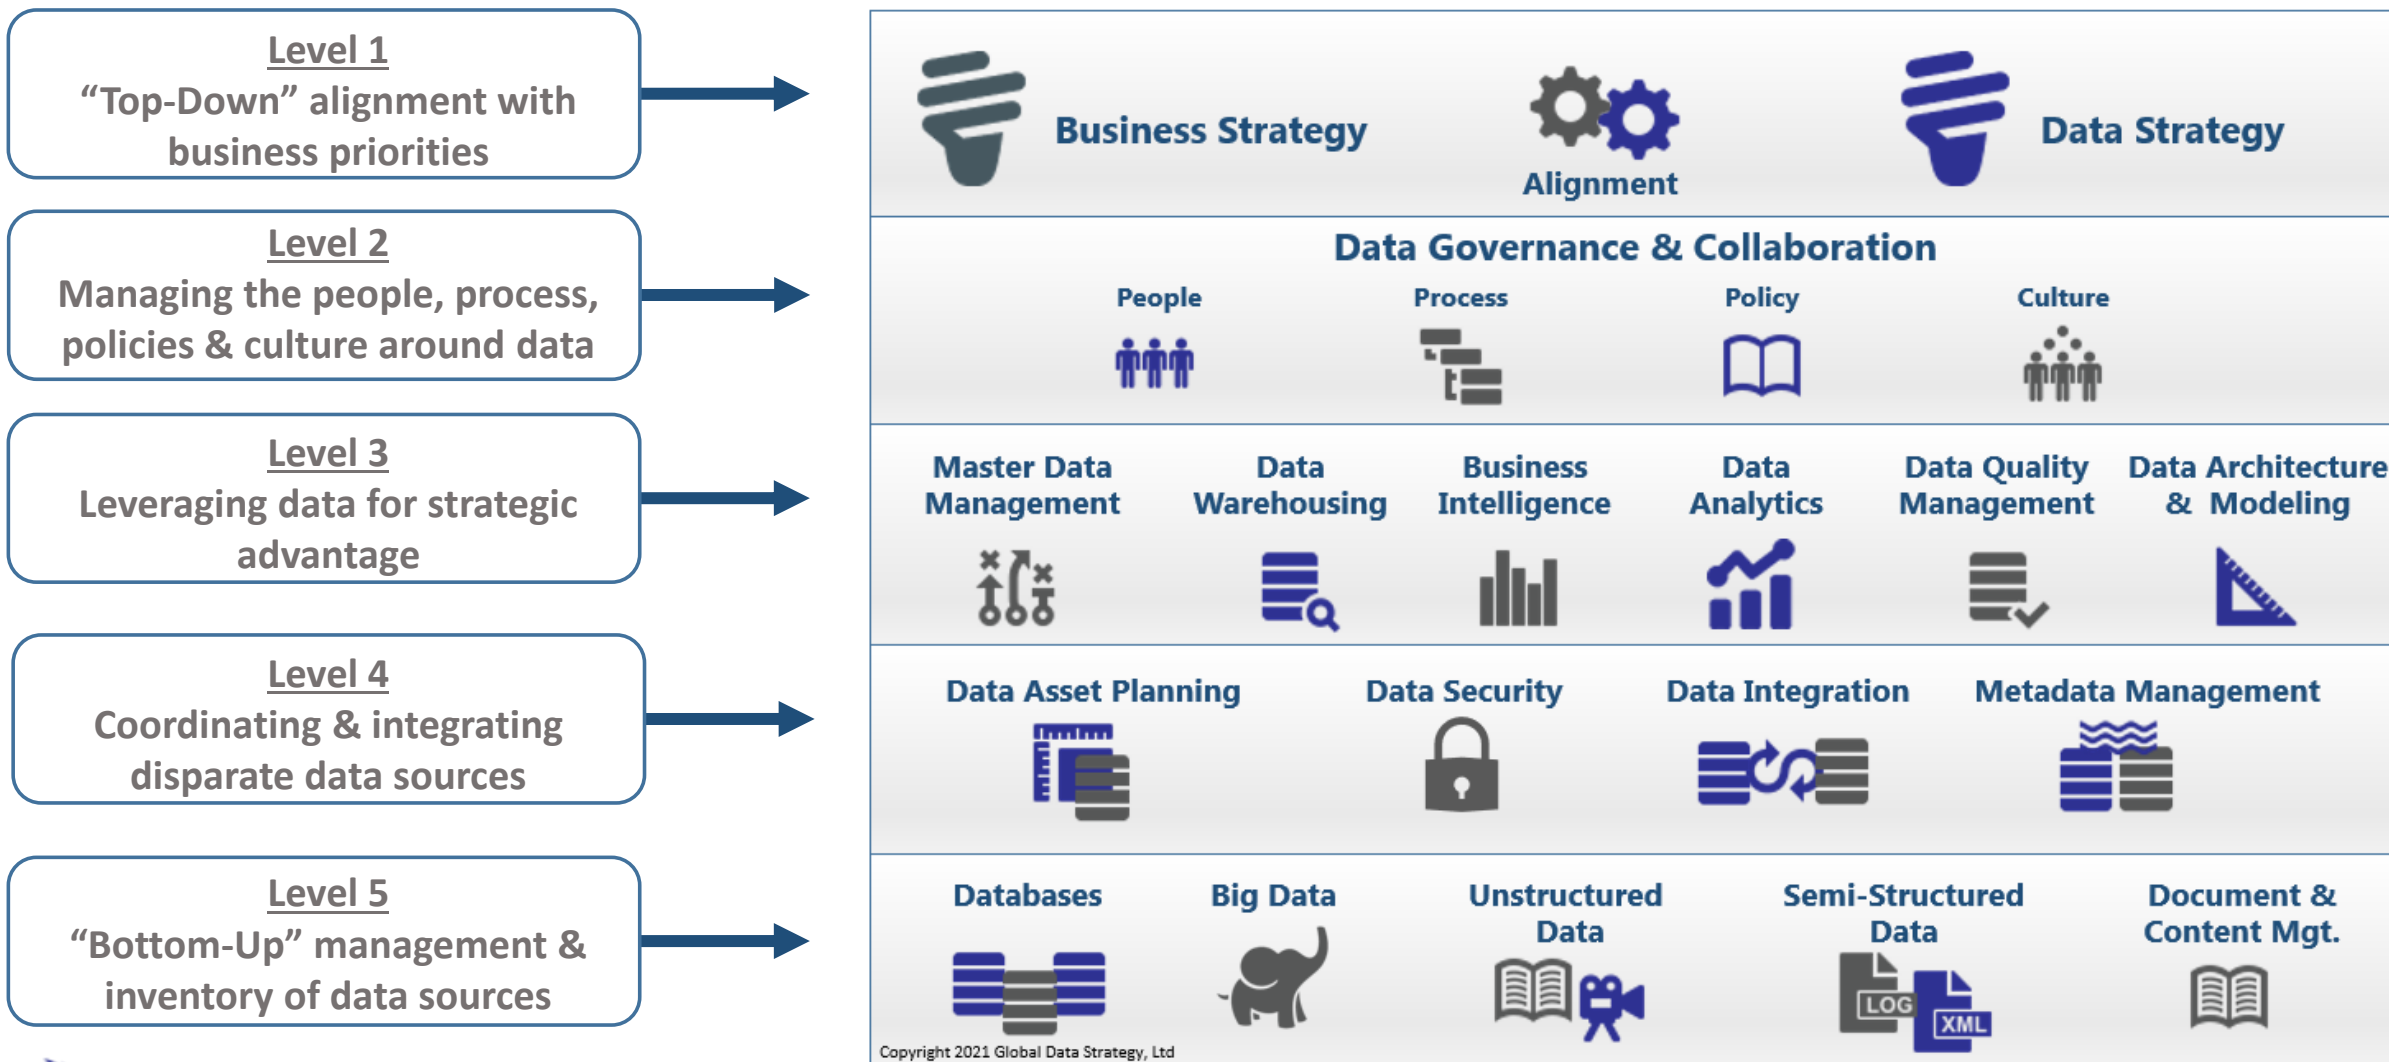 Level 1
“Top-Down” alignment with
business priorities
Business Strategy
Alignment
Data Strategy
Level 2
Managing the people, process,
policies & culture around data
Data Governance & Collaboration
People
Process
Policy
Culture
Level 3
Leveraging data for strategic
advantage
Master Data
Management
Data
Warehousing
Business
Intelligence
Data
Analytics
Data Quality
Management
Data Architecture
& Modeling
Level 4
Coordinating & integrating
disparate data sources
Data Asset Planning
Data Security
Data Integration
Metadata Management
Level 5
“Bottom-Up” management &
inventory of data sources
Databases
Big Data
Unstructured
Data
Semi-Structured
Data
Document &
Content Mgt.
LOG
XML
Copyright 2021 Global Data Strategy, Ltd